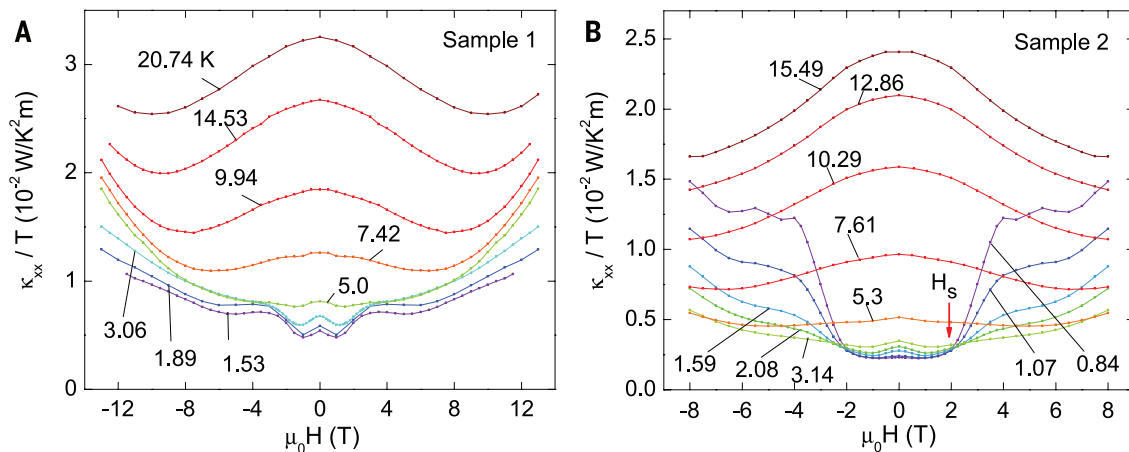 A
Sample 1
20.74 K
14.53
9.94
7.42
5.0
3.06
1.89
1.53
κxx / T (10⁻² W/K²m)
3
2
1
0
-12 -8 -4 0 4 8 12
μ₀H (T)
B
Sample 2
15.49
12.86
10.29
7.61
Hs
5,3
1.59
2.08
3.14
1.07
0.84
κxx / T (10⁻² W/K²m)
2.5
2.0
1.5
1.0
0.5
0.0
-8 -6 -4 -2 0 2 4 6 8
μ₀H (T)